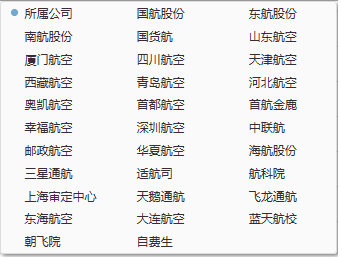 所属公司 国航股份 东航股份
南航股份 国货航 山东航空
厦门航空 四川航空 天津航空
西藏航空 青岛航空 河北航空
奥凯航空 首都航空 首航金鹿
幸福航空 深圳航空 中联航
邮政航空 华夏航空 海航股份
三星通航 适航司 航科院
上海审定中心 天鹅通航 飞龙通航
东海航空 大连航空 蓝天航校
朝飞院 自费生